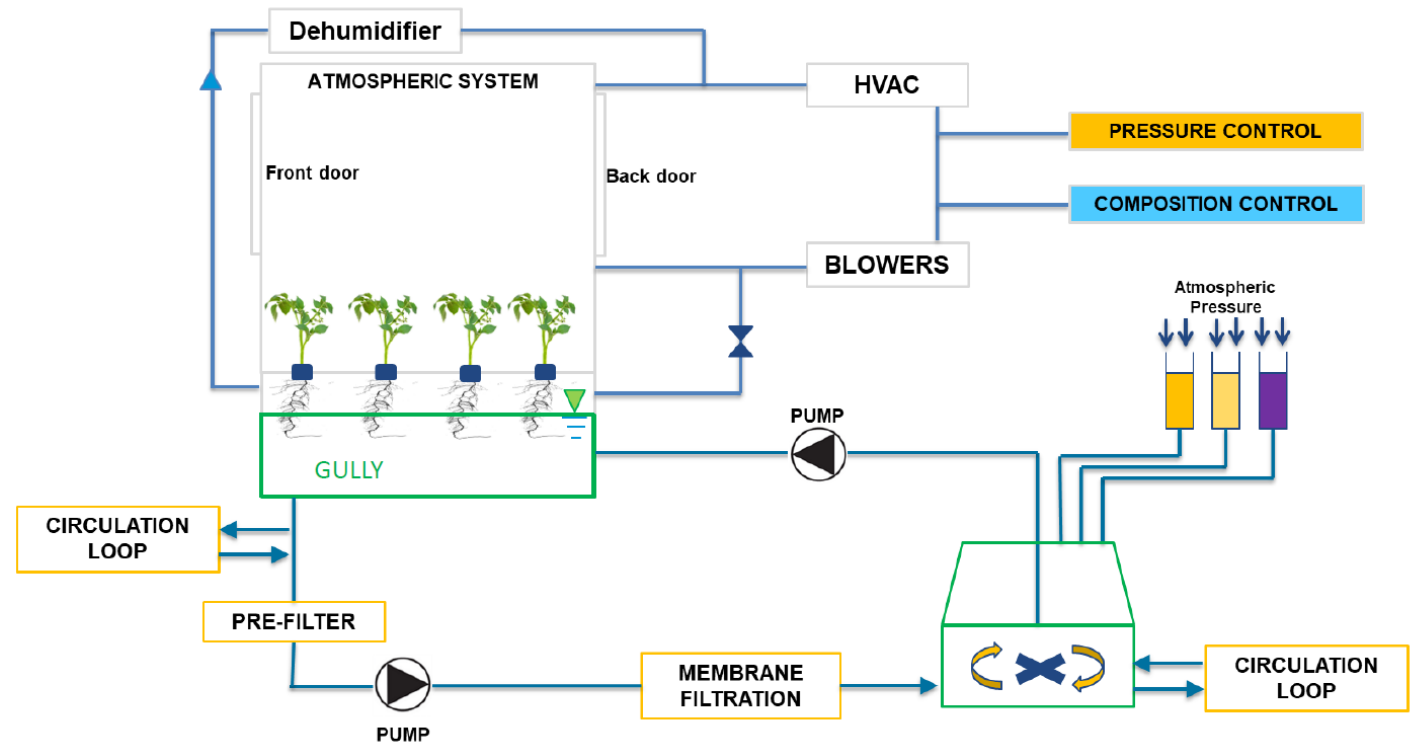 Dehumidifier
ATMOSPHERIC SYSTEM
HVAC
PRESSURE CONTROL
Front door
Back door
COMPOSITION CONTROL
BLOWERS
Atmospheric
Pressure
PUMP
GULLY
CIRCULATION
LOOP
PRE-FILTER
MEMBRANE
FILTRATION
CIRCULATION
LOOP
PUMP